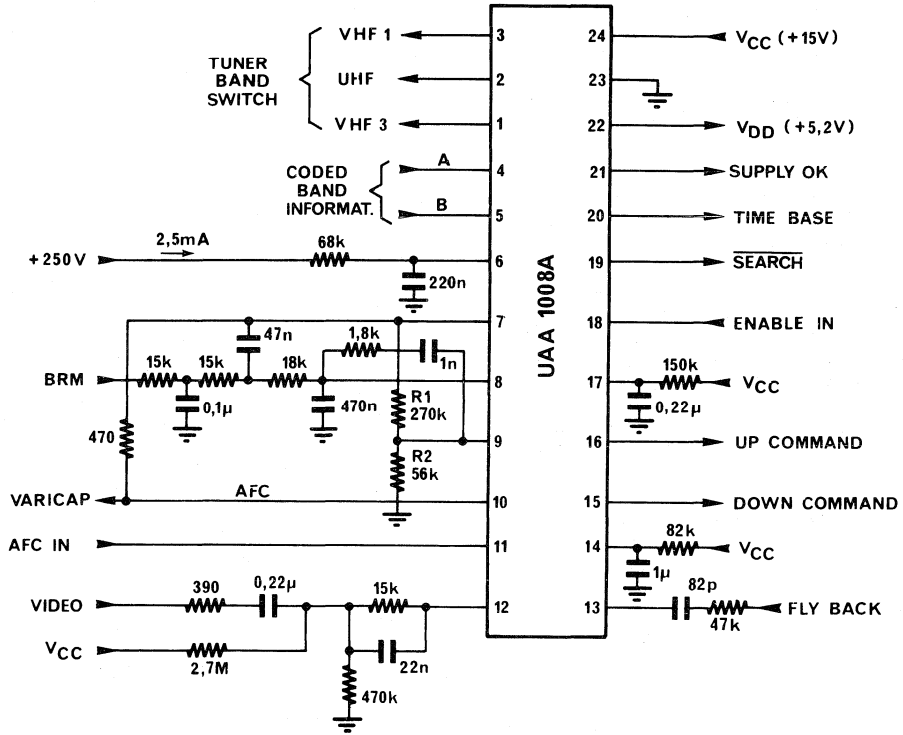 VHF 1
3
TUNER
BAND
SWITCH
UHF
2
VHF 3
1
CODED
BAND
INFORMAT.
A
4
B
5
+250V
2,5mA
68k
6
220n
7
47n
1,8k
1n
BRM
15k
15k
18k
8
0,1µ
470n
R1
270k
470
9
R2
56k
VARICAP
AFC
10
AFC IN
11
VIDEO
390
0,22µ
15k
12
VCC
2,7M
22n
470k
UAA 1008A
24
VCC (+15V)
23
22
VDD (+5,2V)
21
SUPPLY OK
20
TIME BASE
19
SEARCH
18
ENABLE IN
17
150k
VCC
0,22µ
16
UP COMMAND
15
DOWN COMMAND
14
82k
VCC
1µ
13
82p
47k
FLY BACK